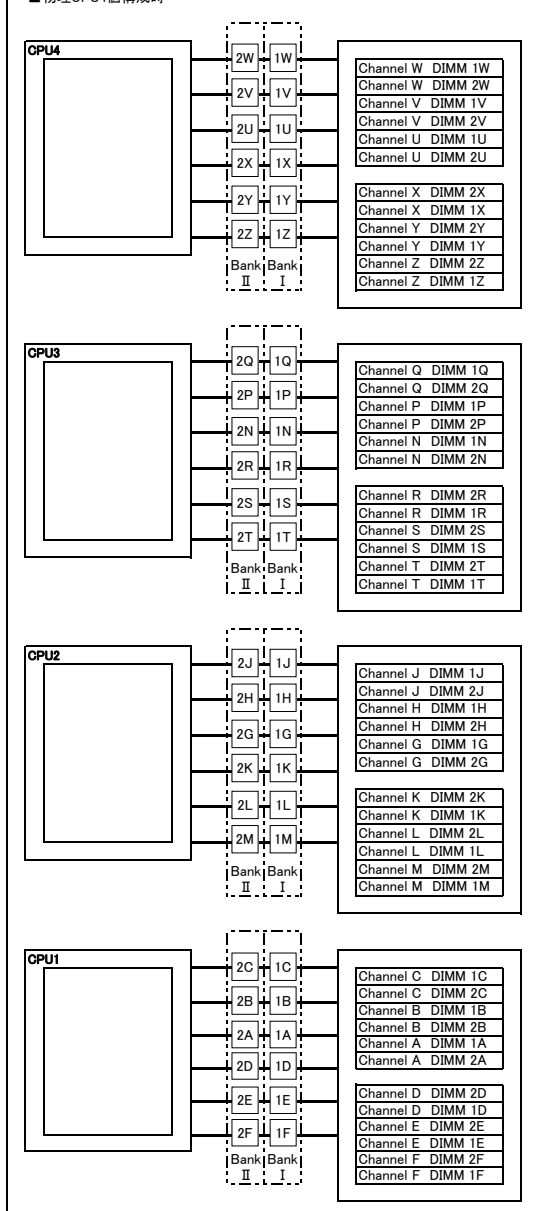 CPU4
2W 1W
2V 1V
2U 1U
2X 1X
2Y 1Y
2Z 1Z
Bank Bank
Ⅱ Ⅰ
Channel W DIMM 1W
Channel W DIMM 2W
Channel V DIMM 1V
Channel V DIMM 2V
Channel U DIMM 1U
Channel U DIMM 2U
Channel X DIMM 2X
Channel X DIMM 1X
Channel Y DIMM 2Y
Channel Y DIMM 1Y
Channel Z DIMM 2Z
Channel Z DIMM 1Z
CPU3
2Q 1Q
2P 1P
2N 1N
2R 1R
2S 1S
2T 1T
Bank Bank
Ⅱ Ⅰ
Channel Q DIMM 1Q
Channel Q DIMM 2Q
Channel P DIMM 1P
Channel P DIMM 2P
Channel N DIMM 1N
Channel N DIMM 2N
Channel R DIMM 2R
Channel R DIMM 1R
Channel S DIMM 2S
Channel S DIMM 1S
Channel T DIMM 2T
Channel T DIMM 1T
CPU2
2J 1J
2H 1H
2G 1G
2K 1K
2L 1L
2M 1M
Bank Bank
Ⅱ Ⅰ
Channel J DIMM 1J
Channel J DIMM 2J
Channel H DIMM 1H
Channel H DIMM 2H
Channel G DIMM 1G
Channel G DIMM 2G
Channel K DIMM 2K
Channel K DIMM 1K
Channel L DIMM 2L
Channel L DIMM 1L
Channel M DIMM 2M
Channel M DIMM 1M
CPU1
2C 1C
2B 1B
2A 1A
2D 1D
2E 1E
2F 1F
Bank Bank
Ⅱ Ⅰ
Channel C DIMM 1C
Channel C DIMM 2C
Channel B DIMM 1B
Channel B DIMM 2B
Channel A DIMM 1A
Channel A DIMM 2A
Channel D DIMM 2D
Channel D DIMM 1D
Channel E DIMM 2E
Channel E DIMM 1E
Channel F DIMM 2F
Channel F DIMM 1F